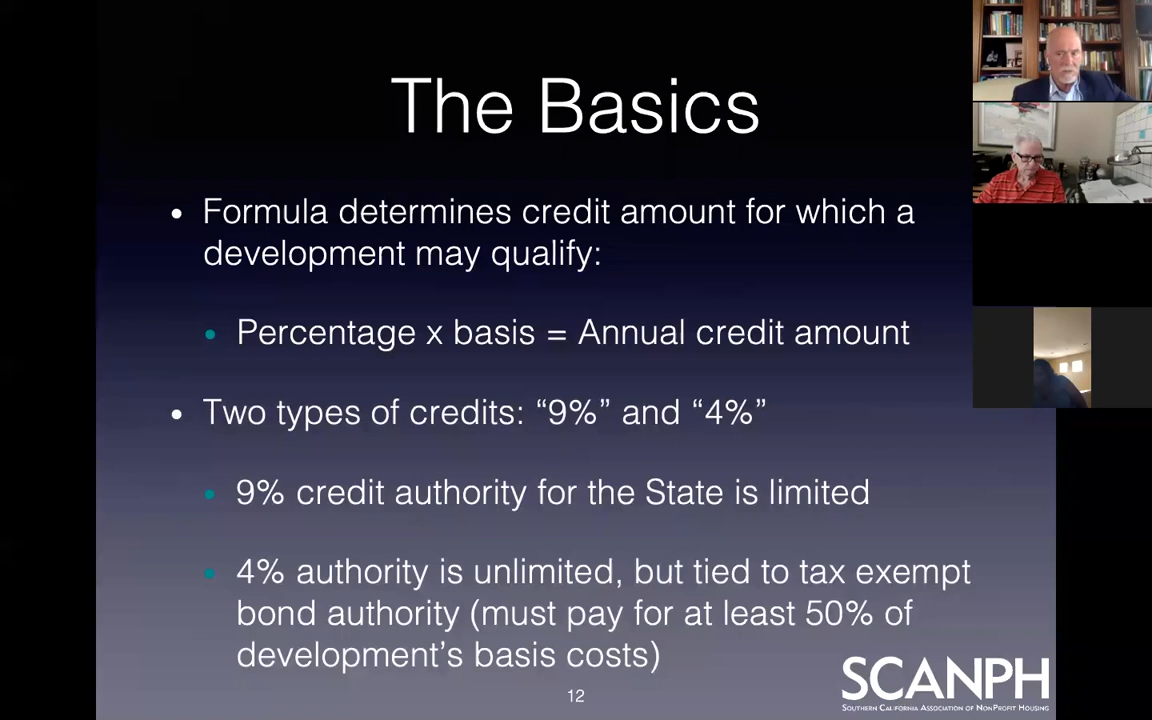 The Basics
• Formula determines credit amount for which a
development may qualify:
• Percentage x basis = Annual credit amount
• Two types of credits: “9%” and “4%”
• 9% credit authority for the State is limited
• 4% authority is unlimited, but tied to tax exempt
bond authority (must pay for at least 50% of
development’s basis costs)
12
SCANPH
Southern California Association of NonProfit Housing